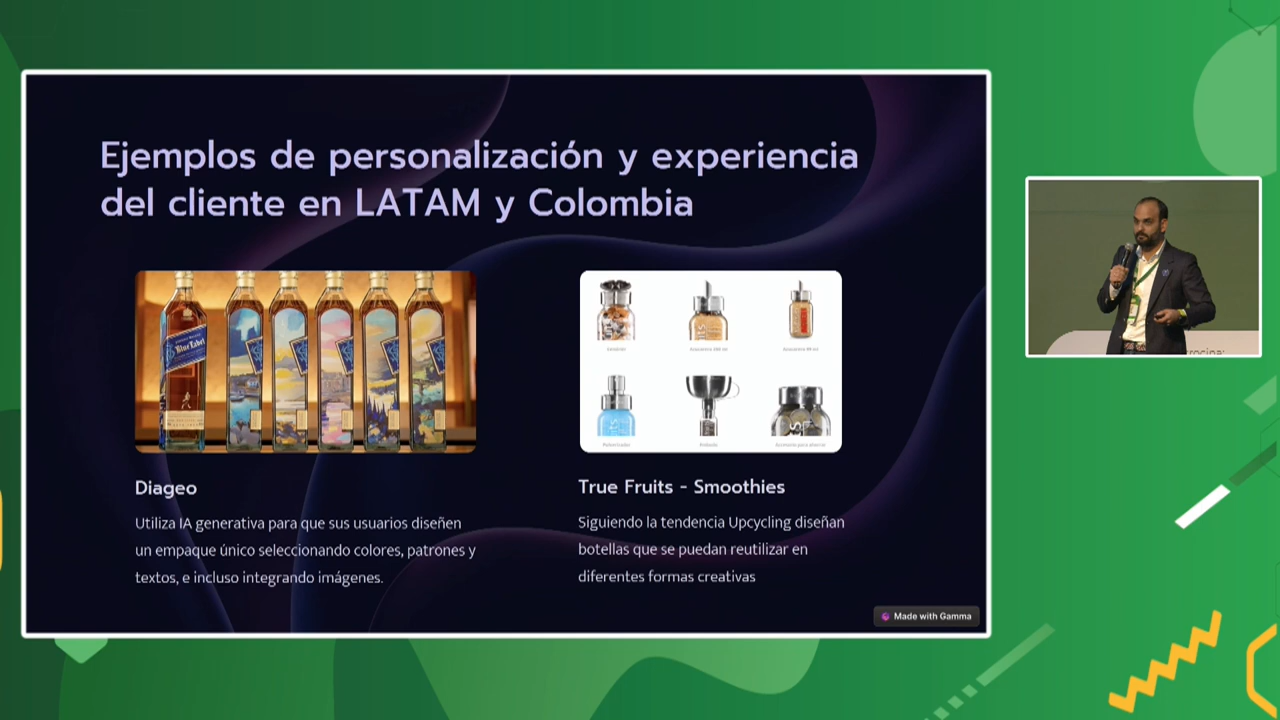 Ejemplos de personalización y experiencia
del cliente en LATAM y Colombia
Blue Label
Diageo
Utiliza IA generativa para que sus usuarios diseñen
un empaque único seleccionando colores, patrones y
textos, e incluso integrando imágenes.
True Fruits - Smoothies
Siguiendo la tendencia Upcycling diseñan
botellas que se puedan reutilizar en
diferentes formas creativas
Made with Gamma